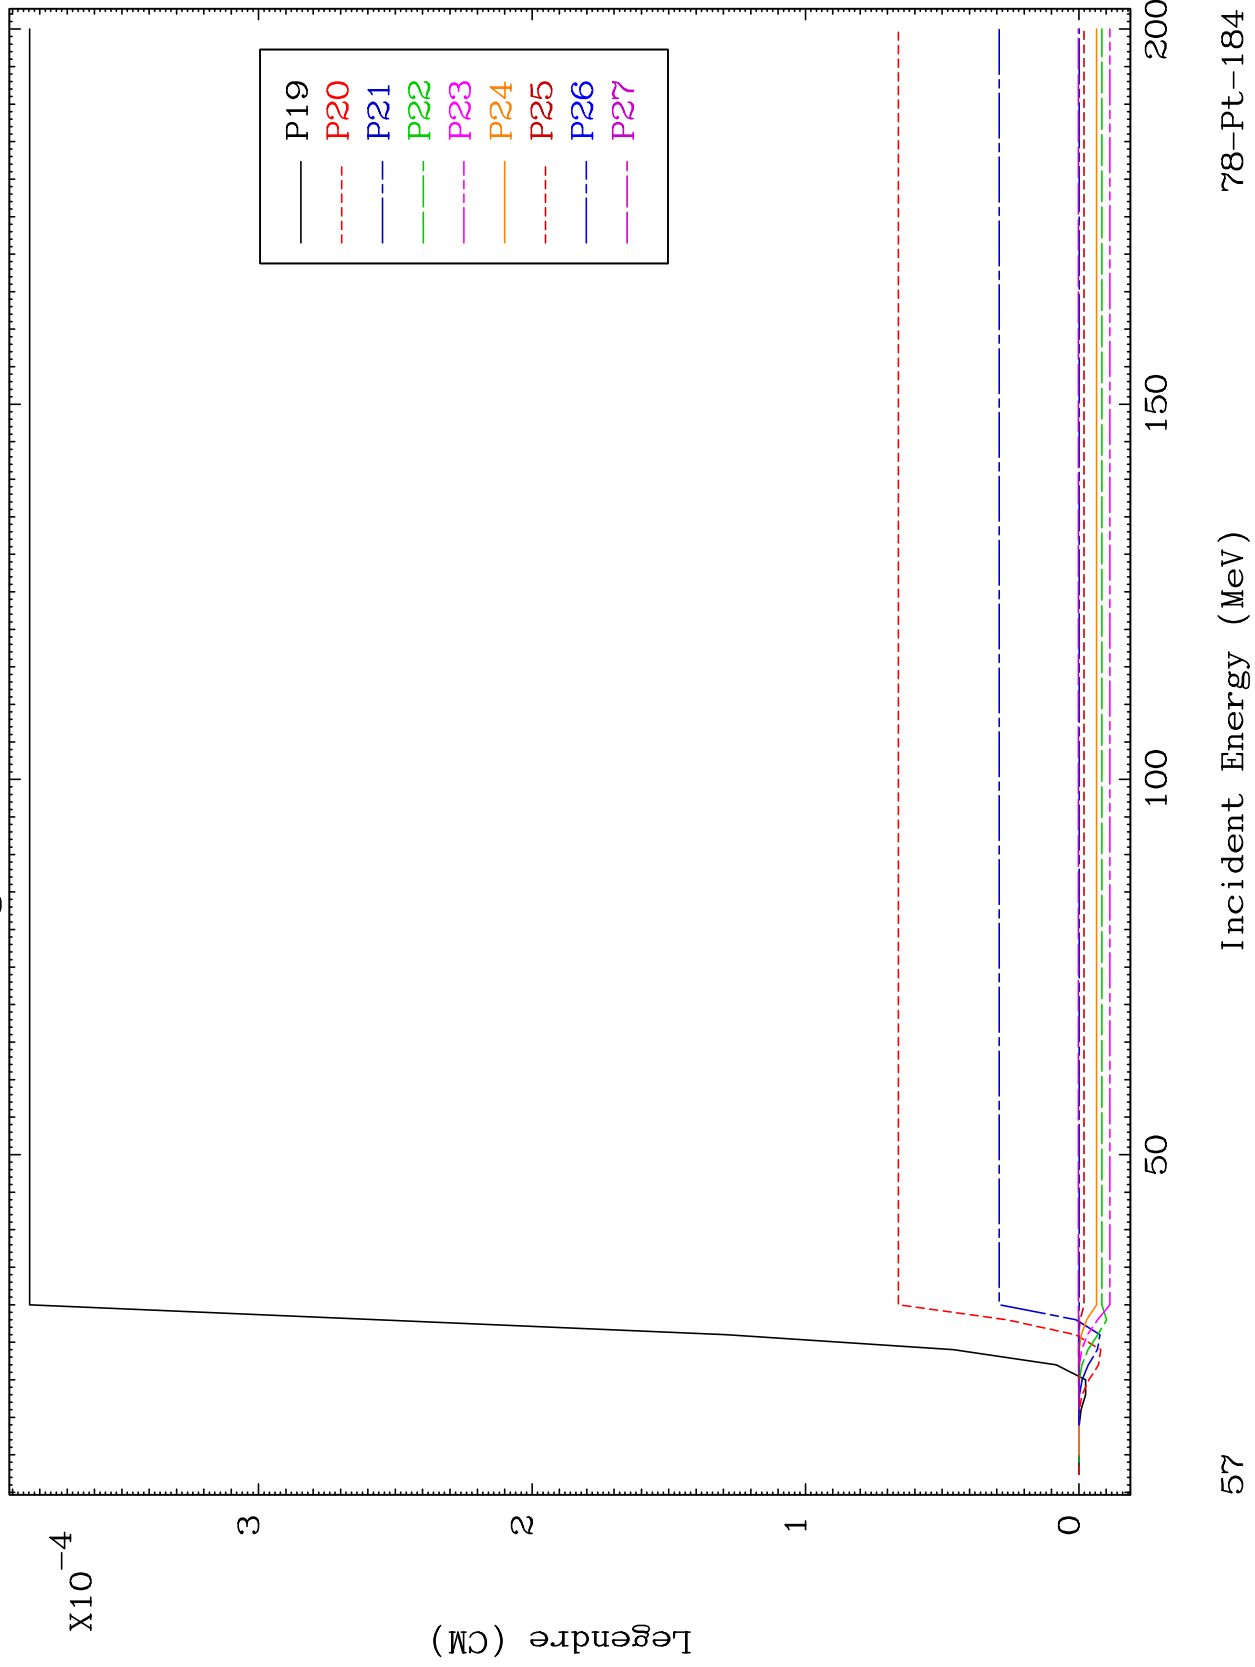 X10-4
Legendre (CM)
3
2
1
0
50
100
150
200
P19
P20
P21
P22
P23
P24
P25
P26
P27
57
Incident Energy (MeV)
78-Pt-184